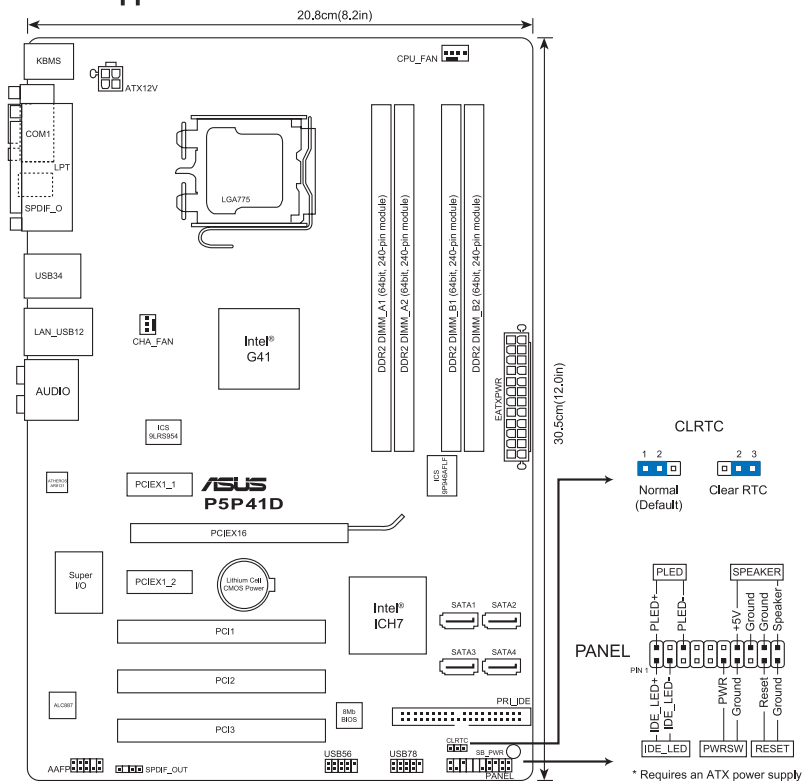 20.8cm(8.2in)
KBMS
ATX12V
CPU_FAN
COM1
LPT
SPDIF_O
LGA775
DDR2 DIMM_A1 (64bit, 240-pin module)
DDR2 DIMM_A2 (64bit, 240-pin module)
DDR2 DIMM_B1 (64bit, 240-pin module)
DDR2 DIMM_B2 (64bit, 240-pin module)
USB34
LAN_USB12
CHA_FAN
Intel®
G41
EATXPWR
30.5cm(12.0in)
AUDIO
ICS
9LRS954
ICS
9P946AFLF
CLRTC
1 2
2 3
Normal
(Default)
Clear RTC
ATHEROS
PCIEX1_1
ASUS
P5P41D
PCIEX16
Super
I/O
PCIEX1_2
Lithium Cell
CMOS Power
Intel®
ICH7
SATA1
SATA2
SATA3
SATA4
PCI1
PCI2
PCI3
ALC887
8Mb
BIOS
PRI_IDE
CLRTC
SB_PWR
AAFP
SPDIF_OUT
USB56
USB78
PANEL
PLED
SPEAKER
PLED+
PLED-
+5V
Ground
Ground
Speaker
PANEL
PIN 1
IDE_LED+
IDE_LED-
PWR
Ground
Reset
Ground
IDE_LED
PWRSW
RESET
* Requires an ATX power supply